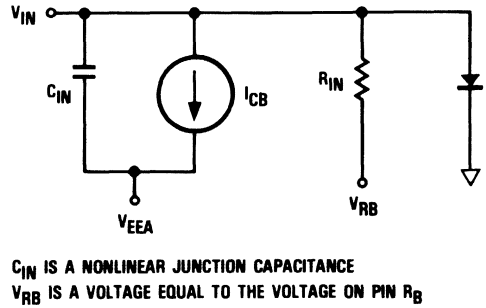 VIN
CIN
ICB
RIN
VEEA
VRB
CIN IS A NONLINEAR JUNCTION CAPACITANCE
VRB IS A VOLTAGE EQUAL TO THE VOLTAGE ON PIN RB